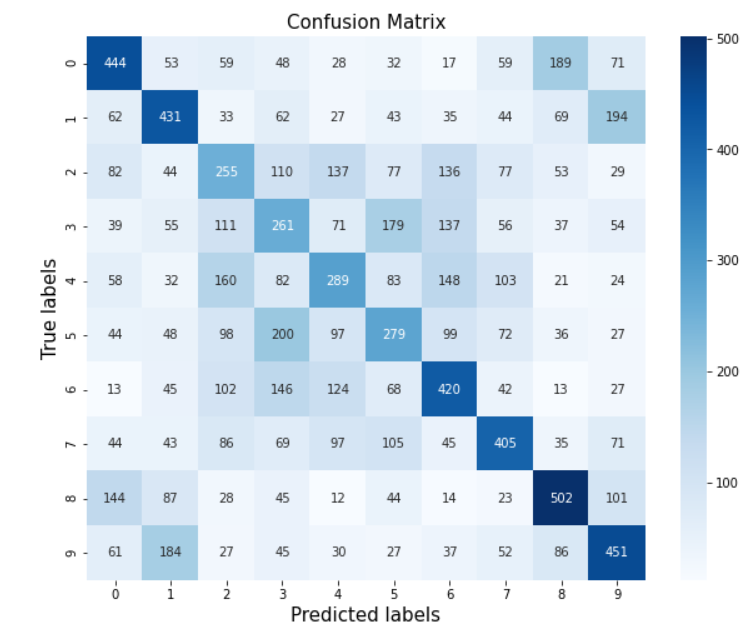 Confusion Matrix
0 444 53 59 48 28 32 17 59 189 71
1 62 431 33 62 27 43 35 44 69 194
2 82 44 255 110 137 77 136 77 53 29
3 39 55 111 261 71 179 137 56 37 54
4 58 32 160 82 289 83 148 103 21 24
5 44 48 98 200 97 279 99 72 36 27
6 13 45 102 146 124 68 420 42 13 27
7 44 43 86 69 97 105 45 405 35 71
8 144 87 28 45 12 44 14 23 502 101
9 61 184 27 45 30 27 37 52 86 451
0 1 2 3 4 5 6 7 8 9
Predicted labels
True labels
500
400
300
200
100